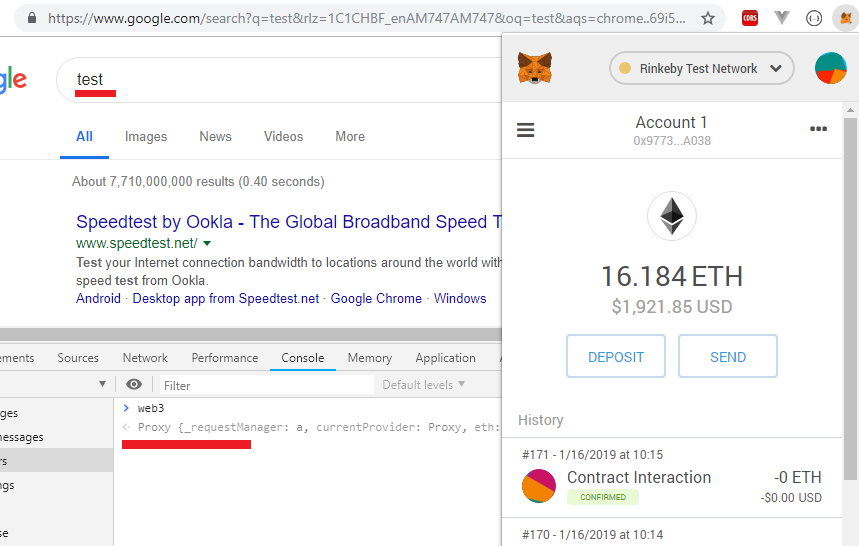 https://www.google.com/search?q=test&rlz=1C1CHBF_enAM747AM747&oq=test&aqs=chrome..69i5...
CORS
gle
test
All Images News Videos More
About 7,710,000,000 results (0.40 seconds)
Speedtest by Ookla - The Global Broadband Speed T
www.speedtest.net/
Test your Internet connection bandwidth to locations around the world with
speed test from Ookla.
Android · Desktop app from Speedtest.net · Google Chrome · Windows
ements Sources Network Performance Console Memory Application
Filter Default levels
ges
nessages
rs
ngs
se
> web3
Proxy {_requestManager: a, currentProvider: Proxy, eth:
Rinkeby Test Network
Account 1
0x9773...A038
16.184 ETH
$1,921.85 USD
DEPOSIT SEND
History
#171 - 1/16/2019 at 10:15
Contract Interaction -0 ETH
CONFIRMED -$0.00 USD
#170 - 1/16/2019 at 10:14